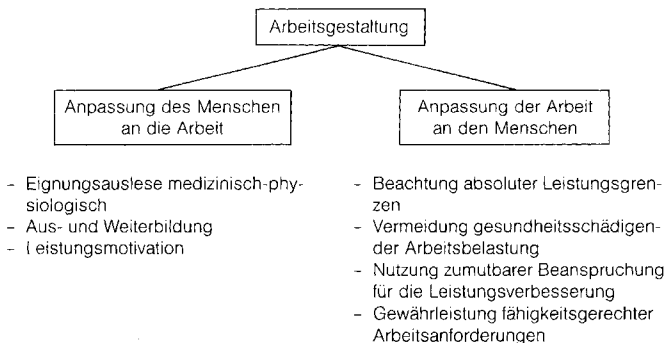 Arbeitsgestaltung
Anpassung des Menschen
an die Arbeit
Anpassung der Arbeit
an den Menschen
- Eignungsauslese medizinisch-phy-
siologisch
- Aus- und Weiterbildung
- Leistungsmotivation
- Beachtung absoluter Leistungsgren-
zen
- Vermeidung gesundheitsschädigen-
der Arbeitsbelastung
- Nutzung zumutbarer Beanspruchung
für die Leistungsverbesserung
- Gewährleistung fähigkeitsgerechter
Arbeitsanforderungen